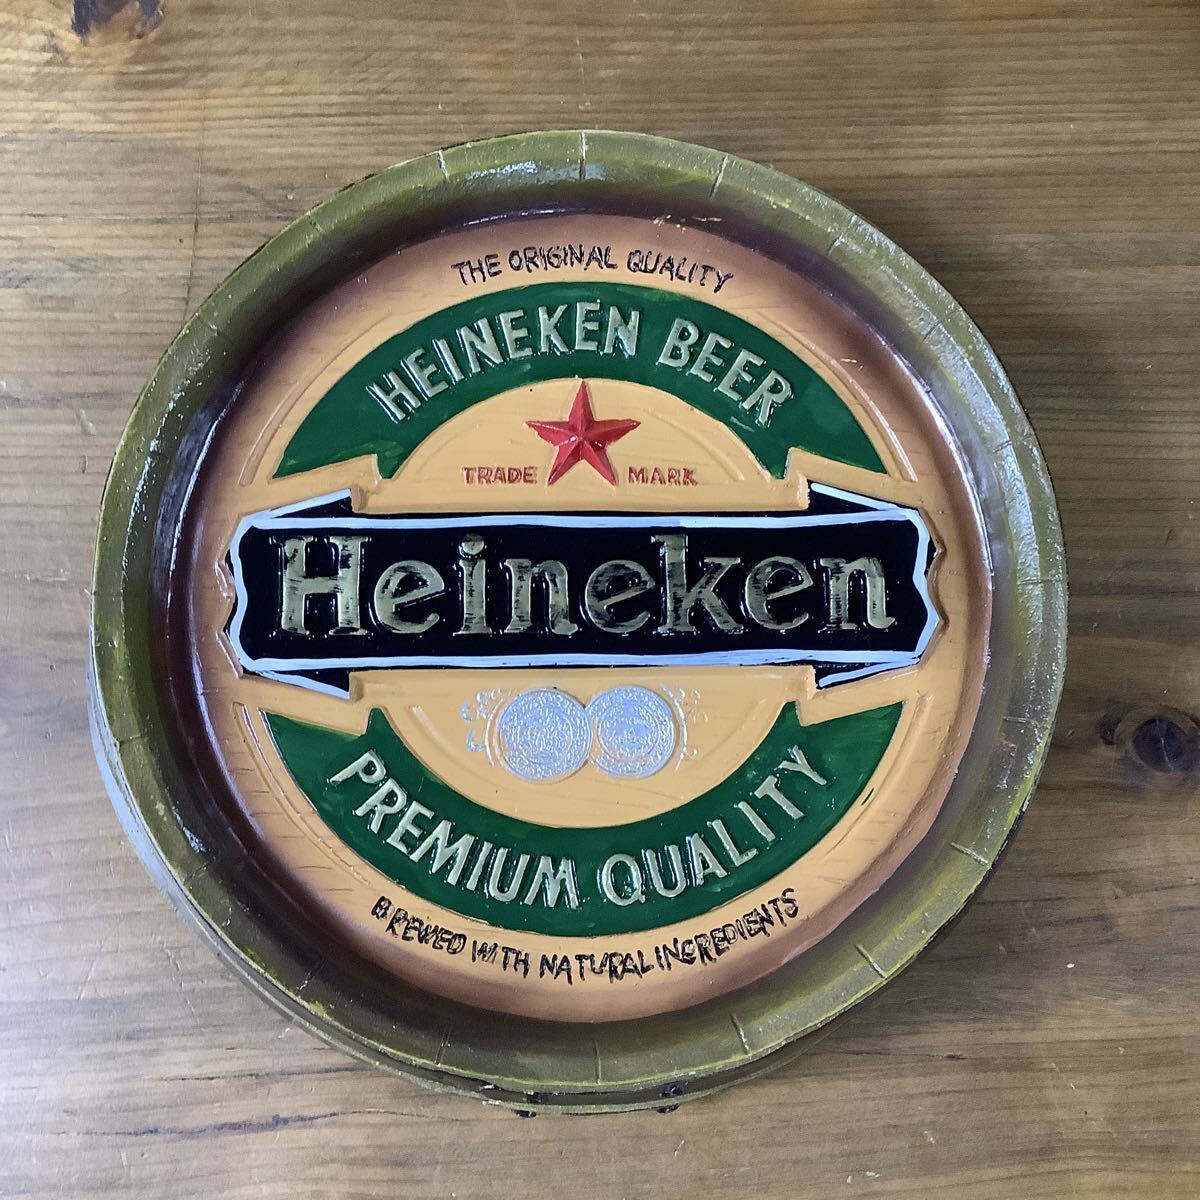 THE ORIGINAL QUALITY
HEINEKEN BEER
TRADE MARK
Heineken
PREMIUM QUALITY
BREWED WITH NATURAL INGREDIENTS